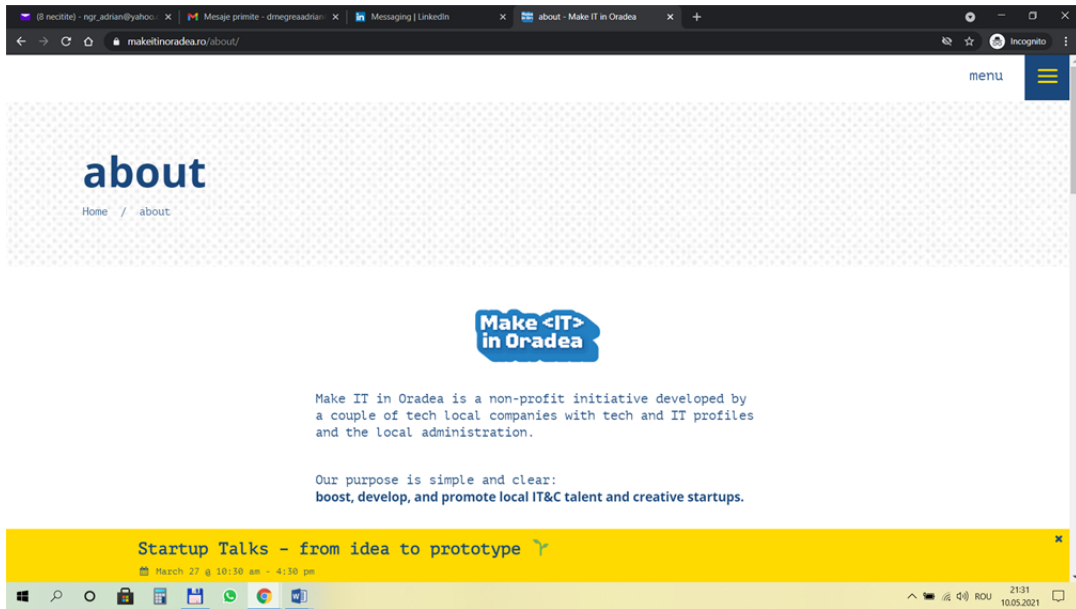 (8 necitite) - ngr_adrian@yahoo.c
Mesaje primite - drnegreaadrian
Messaging | LinkedIn
about - Make IT in Oradea
makeitinoradea.ro/about/
Incognito
menu
about
Home / about
Make <IT>
in Oradea
Make IT in Oradea is a non-profit initiative developed by
a couple of tech local companies with tech and IT profiles
and the local administration.
Our purpose is simple and clear:
boost, develop, and promote local IT&C talent and creative startups.
Startup Talks – from idea to prototype
March 27 @ 10:30 am - 4:30 pm
ROU
21:31
10.05.2021